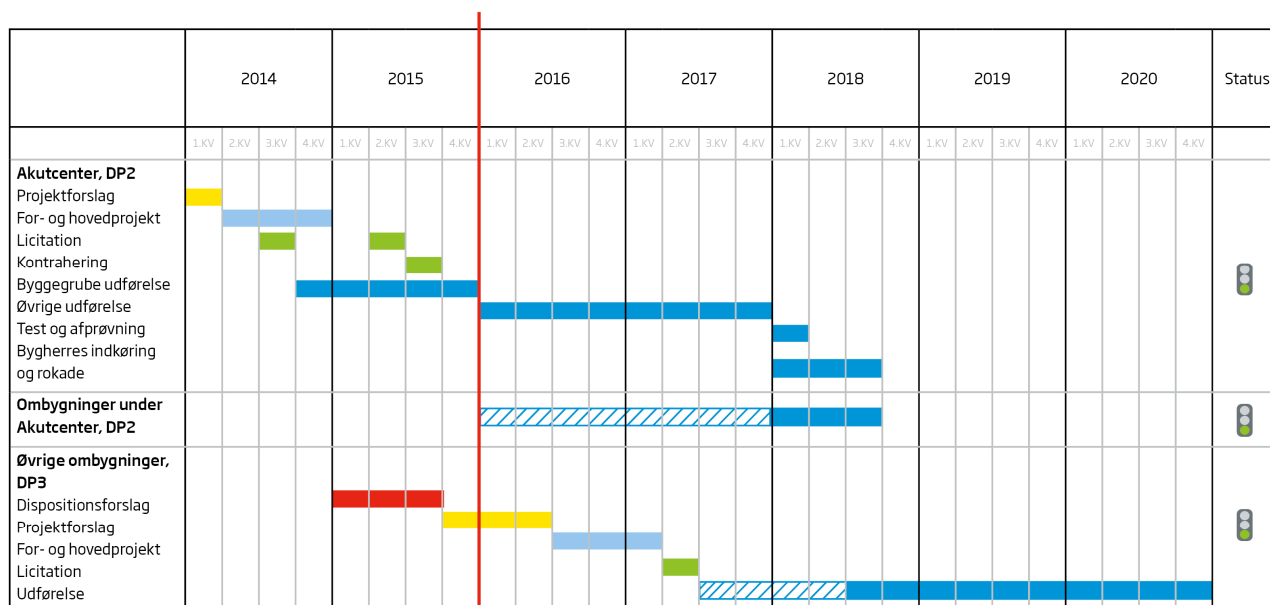 2014 2015 2016 2017 2018 2019 2020 Status
1.KV 2.KV 3.KV 4.KV 1.KV 2.KV 3.KV 4.KV 1.KV 2.KV 3.KV 4.KV 1.KV 2.KV 3.KV 4.KV 1.KV 2.KV 3.KV 4.KV 1.KV 2.KV 3.KV 4.KV 1.KV 2.KV 3.KV 4.KV
Akutcenter, DP2
Projektforslag
For- og hovedprojekt
Licitation
Kontrahering
Byggegrube udførelse
Øvrige udførelse
Test og afprøvning
Bygherres indkøring
og rokade
Ombygninger under
Akutcenter, DP2
Øvrige ombygninger,
DP3
Dispositionsforslag
Projektforslag
For- og hovedprojekt
Licitation
Udførelse